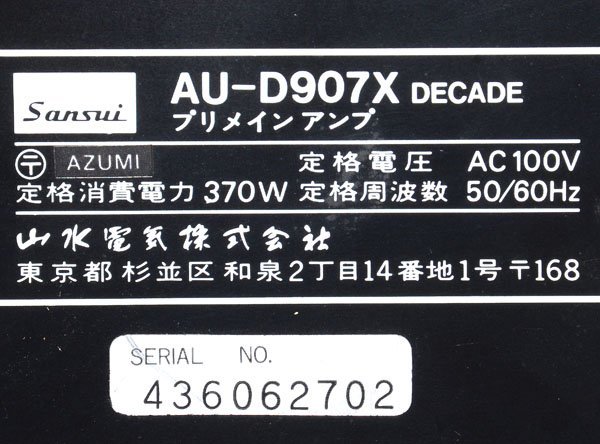 Sansui
AU-D907X DECADE
プリメインアンプ
〒 AZUMI 定格電圧 AC100V
定格消費電力 370W 定格周波数 50/60Hz
山水電気株式会社
東京都杉並区和泉2丁目14番地1号〒168
SERIAL NO.
436062702